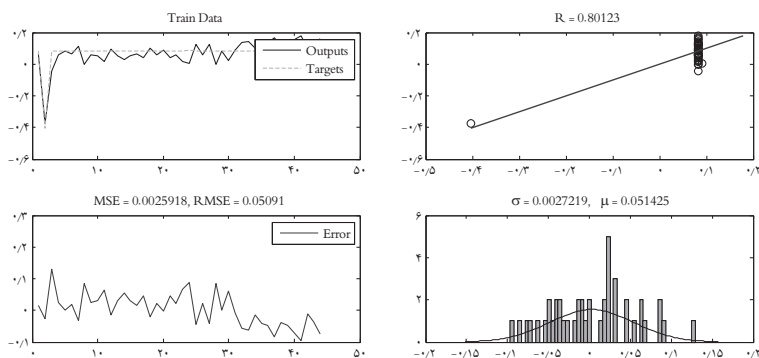 Train Data
R = 0.80123
۰/۲
۰
-۰/۲
-۰/۴
-۰/۶
Outputs
Targets
۰ ۱۰ ۲۰ ۳۰ ۴۰ ۵۰
۰/۲
۰
-۰/۲
-۰/۴
-۰/۶
-۰/۵ -۰/۴ -۰/۳ -۰/۲ -۰/۱ ۰ ۰/۱ ۰/۲
MSE = 0.0025918, RMSE = 0.05091
σ = 0.0027219, μ = 0.051425
۰/۳
۰/۲
۰/۱
۰
-۰/۱
Error
۰ ۱۰ ۲۰ ۳۰ ۴۰ ۵۰
۶
۴
۲
۰
-۰/۲ -۰/۱۵ -۰/۱ -۰/۰۵ ۰ ۰/۰۵ ۰/۱ ۰/۱۵ ۰/۲